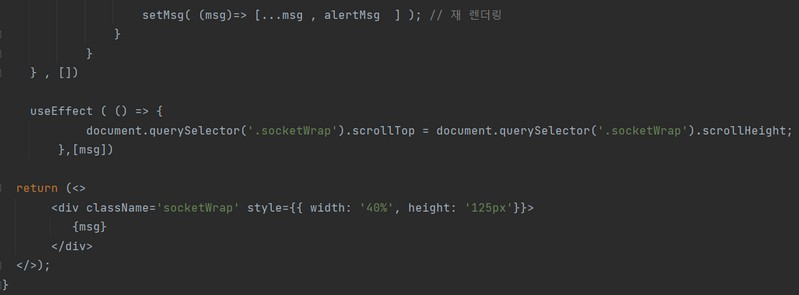 setMsg( (msg)=> [...msg , alertMsg  ] ); // 재 렌더링
}
}
} , [])
useEffect ( () => {
document.querySelector('.socketWrap').scrollTop = document.querySelector('.socketWrap').scrollHeight;
},[msg])
return (<>
<div className='socketWrap' style={{ width: '40%', height: '125px'}}>
{msg}
</div>
</>);
}